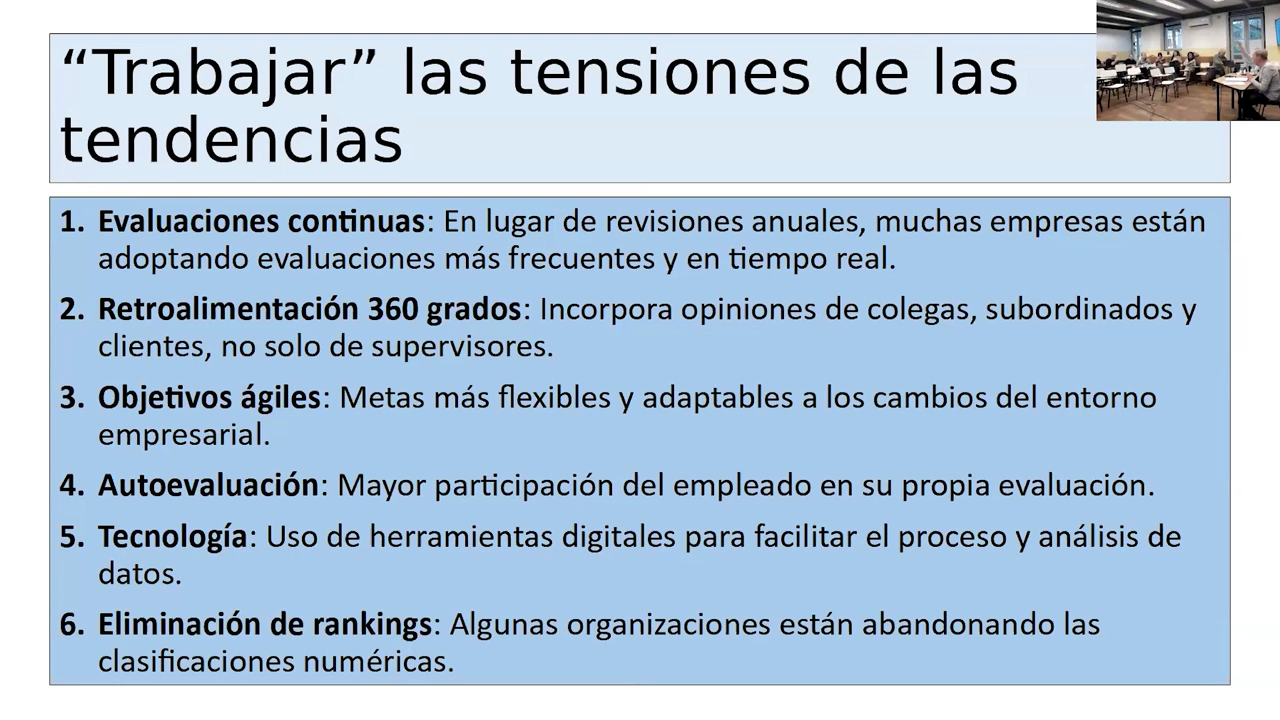 “Trabajar” las tensiones de las
tendencias
1. Evaluaciones continuas: En lugar de revisiones anuales, muchas empresas están
adoptando evaluaciones más frecuentes y en tiempo real.
2. Retroalimentación 360 grados: Incorpora opiniones de colegas, subordinados y
clientes, no solo de supervisores.
3. Objetivos ágiles: Metas más flexibles y adaptables a los cambios del entorno
empresarial.
4. Autoevaluación: Mayor participación del empleado en su propia evaluación.
5. Tecnología: Uso de herramientas digitales para facilitar el proceso y análisis de
datos.
6. Eliminación de rankings: Algunas organizaciones están abandonando las
clasificaciones numéricas.